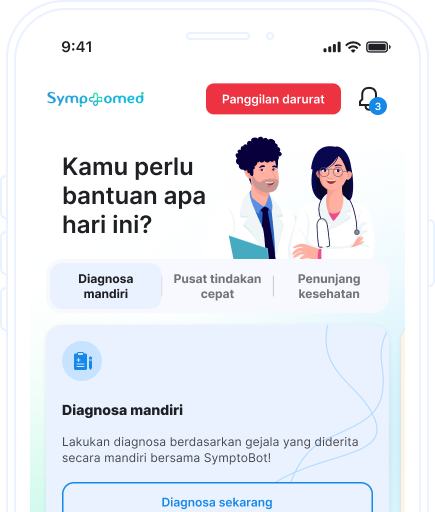 9:41
Symptomed
Panggilan darurat
3
Kamu perlu
bantuan apa
hari ini?
Diagnosa
mandiri
Pusat tindakan
cepat
Penunjang
kesehatan
Diagnosa mandiri
Lakukan diagnosa berdasarkan gejala yang diderita
secara mandiri bersama SymptoBot!
Diagnosa sekarang